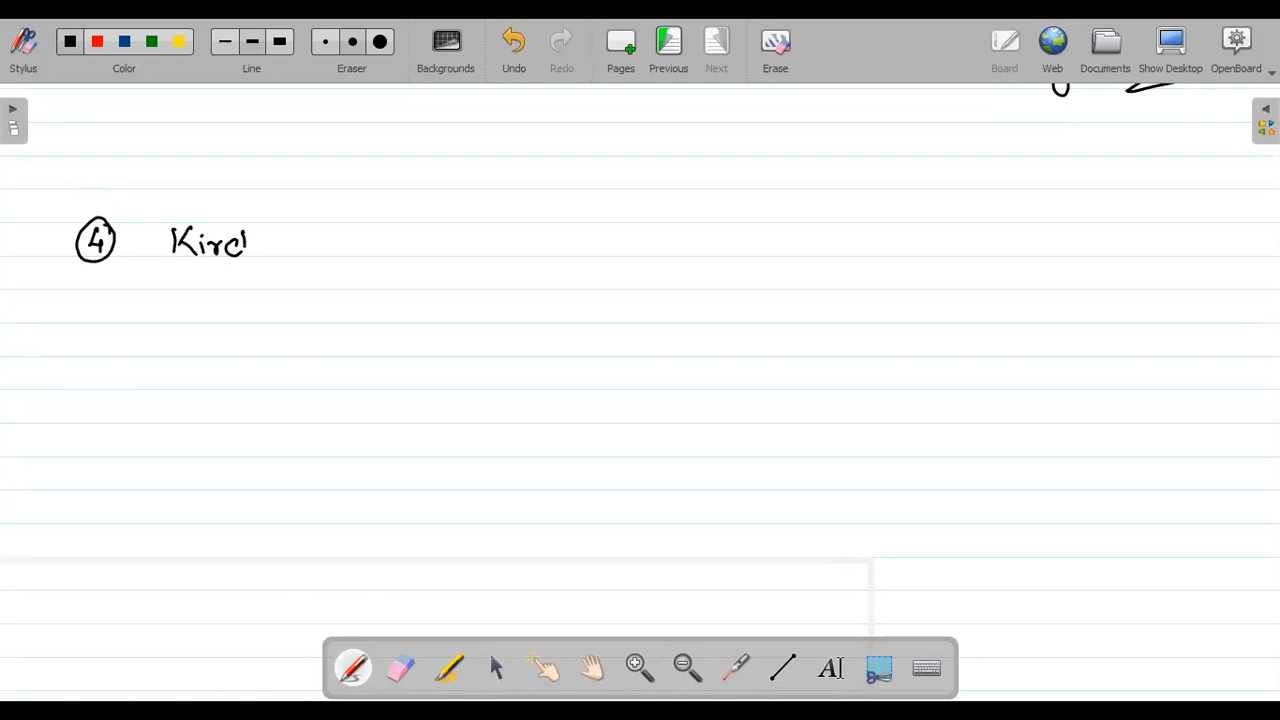 Stylus Color Line Eraser Backgrounds Undo Redo Pages Previous Next Erase Board Web Documents Show Desktop OpenBoard
④ Kirc